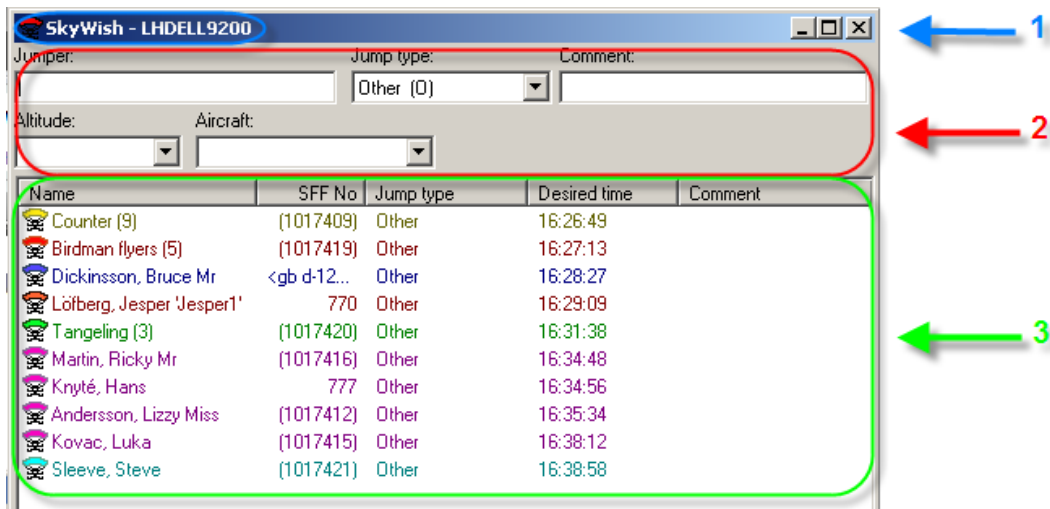 SkyWish - LHDELL9200 1
Jumper: Jump type: Comment:
Other (O)
2
Altitude: Aircraft:
Name SFF No Jump type Desired time Comment
Counter (9) (1017409) Other 16:26:49
Birdman flyers (5) (1017419) Other 16:27:13
Dickinsson, Bruce Mr <gb d-12... Other 16:28:27
Löfberg, Jesper 'Jesper1' 770 Other 16:29:09
Tangeling (3) (1017420) Other 16:31:38
3
Martin, Ricky Mr (1017416) Other 16:34:48
Knyté, Hans 777 Other 16:34:56
Andersson, Lizzy Miss (1017412) Other 16:35:34
Kovac, Luka (1017415) Other 16:38:12
Sleeve, Steve (1017421) Other 16:38:58